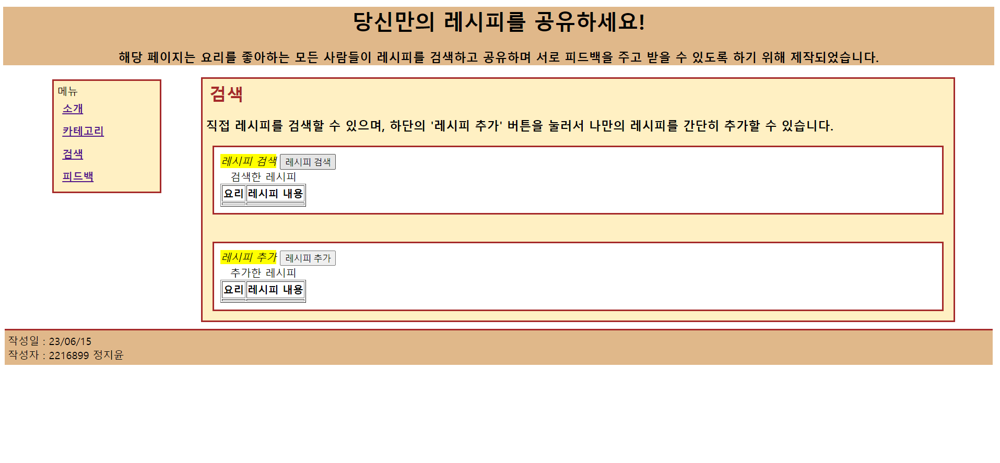 당신만의 레시피를 공유하세요!
해당 페이지는 요리를 좋아하는 모든 사람들이 레시피를 검색하고 공유하며 서로 피드백을 주고 받을 수 있도록 하기 위해 제작되었습니다.
메뉴
소개
카테고리
검색
피드백
검색
직접 레시피를 검색할 수 있으며, 하단의 '레시피 추가' 버튼을 눌러서 나만의 레시피를 간단히 추가할 수 있습니다.
레시피 검색 레시피 검색
검색한 레시피
요리 레시피 내용
레시피 추가 레시피 추가
추가한 레시피
요리 레시피 내용
작성일 : 23/06/15
작성자 : 2216899 정지윤